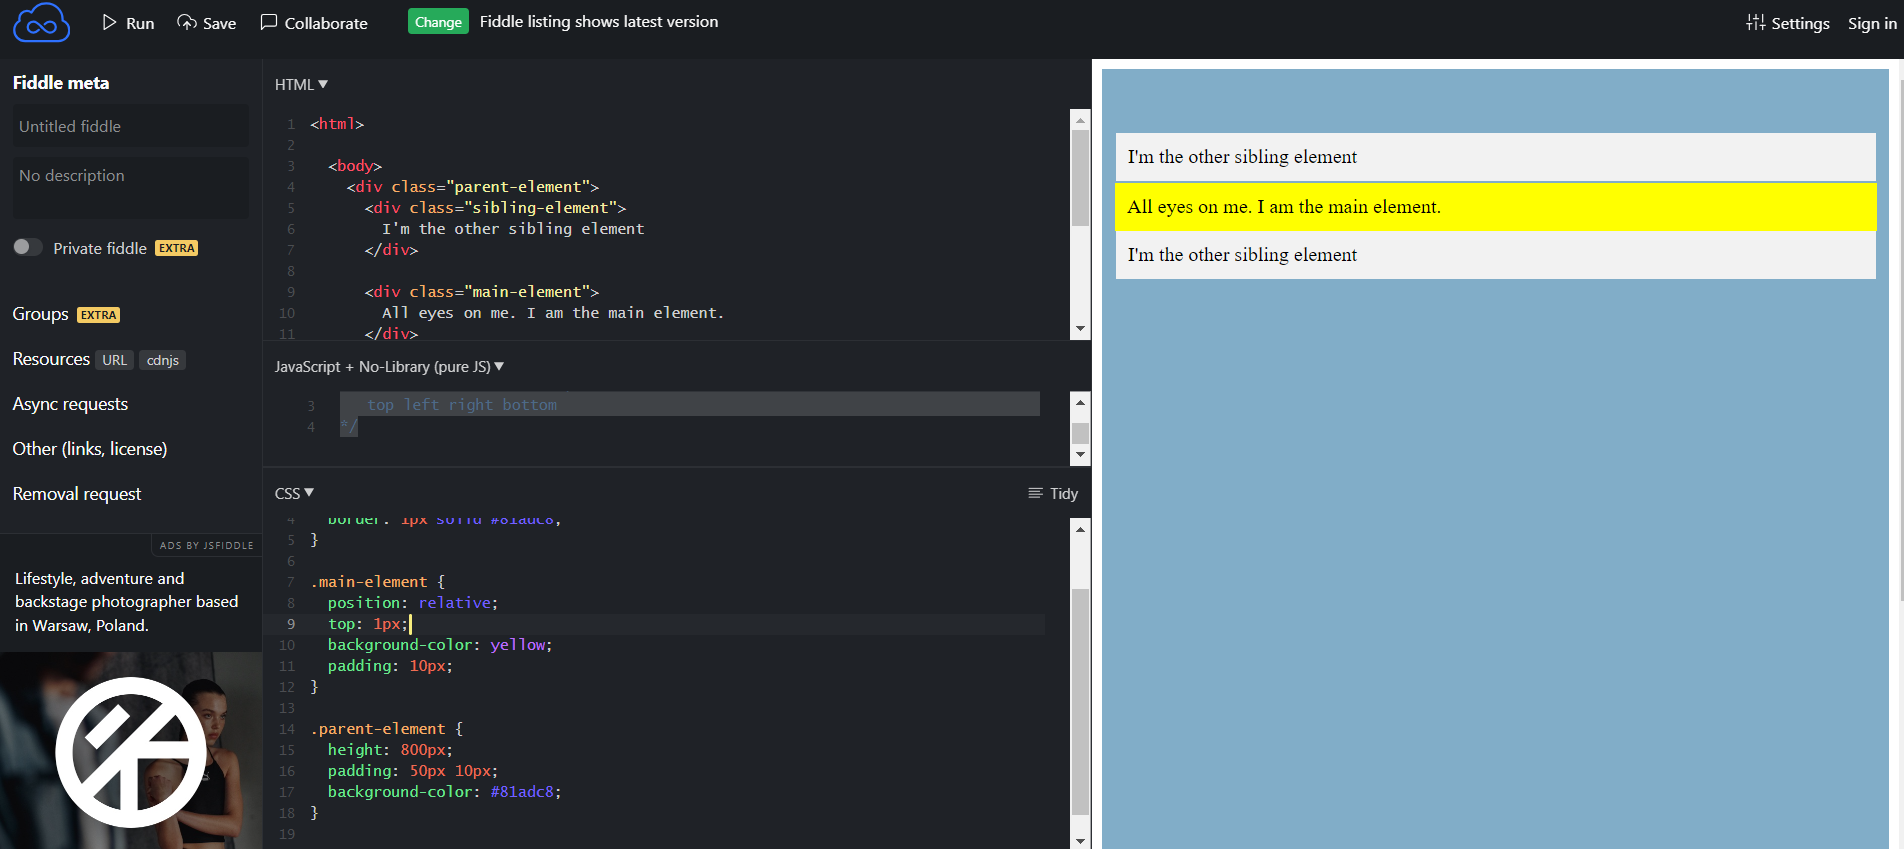 Run Save Collaborate Change Fiddle listing shows latest version Settings Sign in
Fiddle meta
Untitled fiddle
No description
Private fiddle EXTRA
Groups EXTRA
Resources URL cdnjs
Async requests
Other (links, license)
Removal request
ADS BY JSFIDDLE
Lifestyle, adventure and
backstage photographer based
in Warsaw, Poland.
HTML
1 <html>
2
3 <body>
4 <div class="parent-element">
5 <div class="sibling-element">
6 I'm the other sibling element
7 </div>
8
9 <div class="main-element">
10 All eyes on me. I am the main element.
11 </div>
JavaScript + No-Library (pure JS)
3 top left right bottom
4 */
CSS Tidy
4 border: 1px solid #81adc8;
5 }
6
7 .main-element {
8 position: relative;
9 top: 1px;
10 background-color: yellow;
11 padding: 10px;
12 }
13
14 .parent-element {
15 height: 800px;
16 padding: 50px 10px;
17 background-color: #81adc8;
18 }
19
I'm the other sibling element
All eyes on me. I am the main element.
I'm the other sibling element